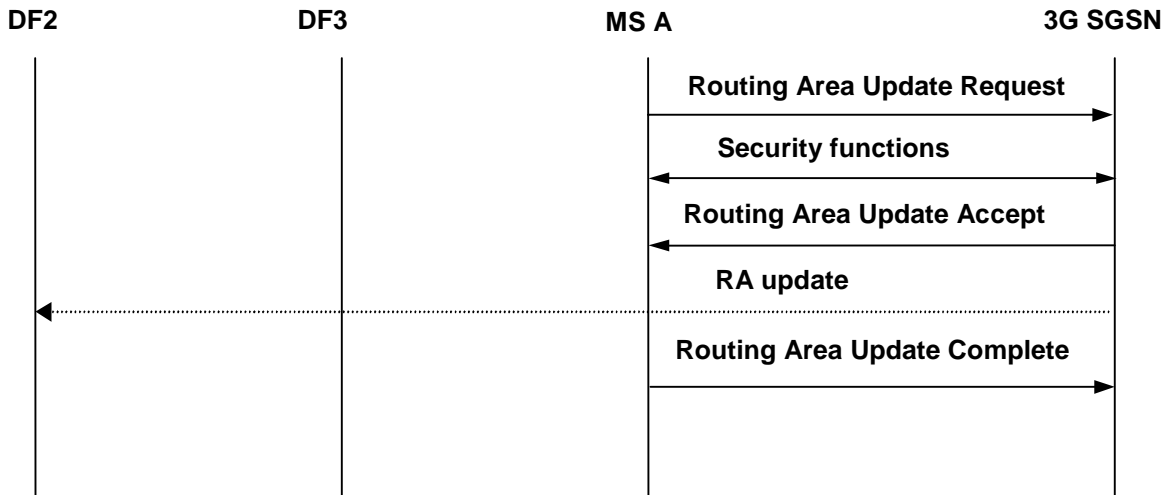 DF2 DF3 MS A 3G SGSN
Routing Area Update Request
Security functions
Routing Area Update Accept
RA update
Routing Area Update Complete